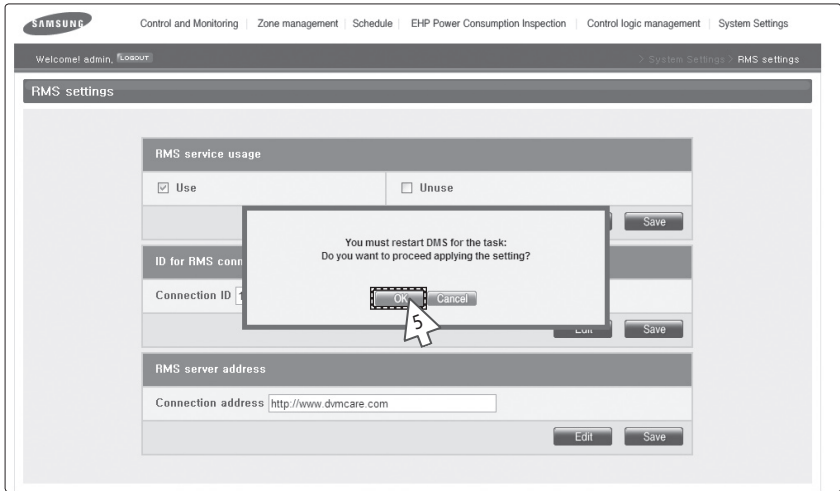 SAMSUNG
Control and Monitoring Zone management Schedule EHP Power Consumption Inspection Control logic management System Settings
Welcome! admin, LOGOUT > System Settings > RMS settings
RMS settings
RMS service usage
Use Unuse
Save
You must restart DMS for the task:
Do you want to proceed applying the setting?
OK Cancel
5
ID for RMS conn
Connection ID 1
Edit Save
RMS server address
Connection address http://www.dvmcare.com
Edit Save